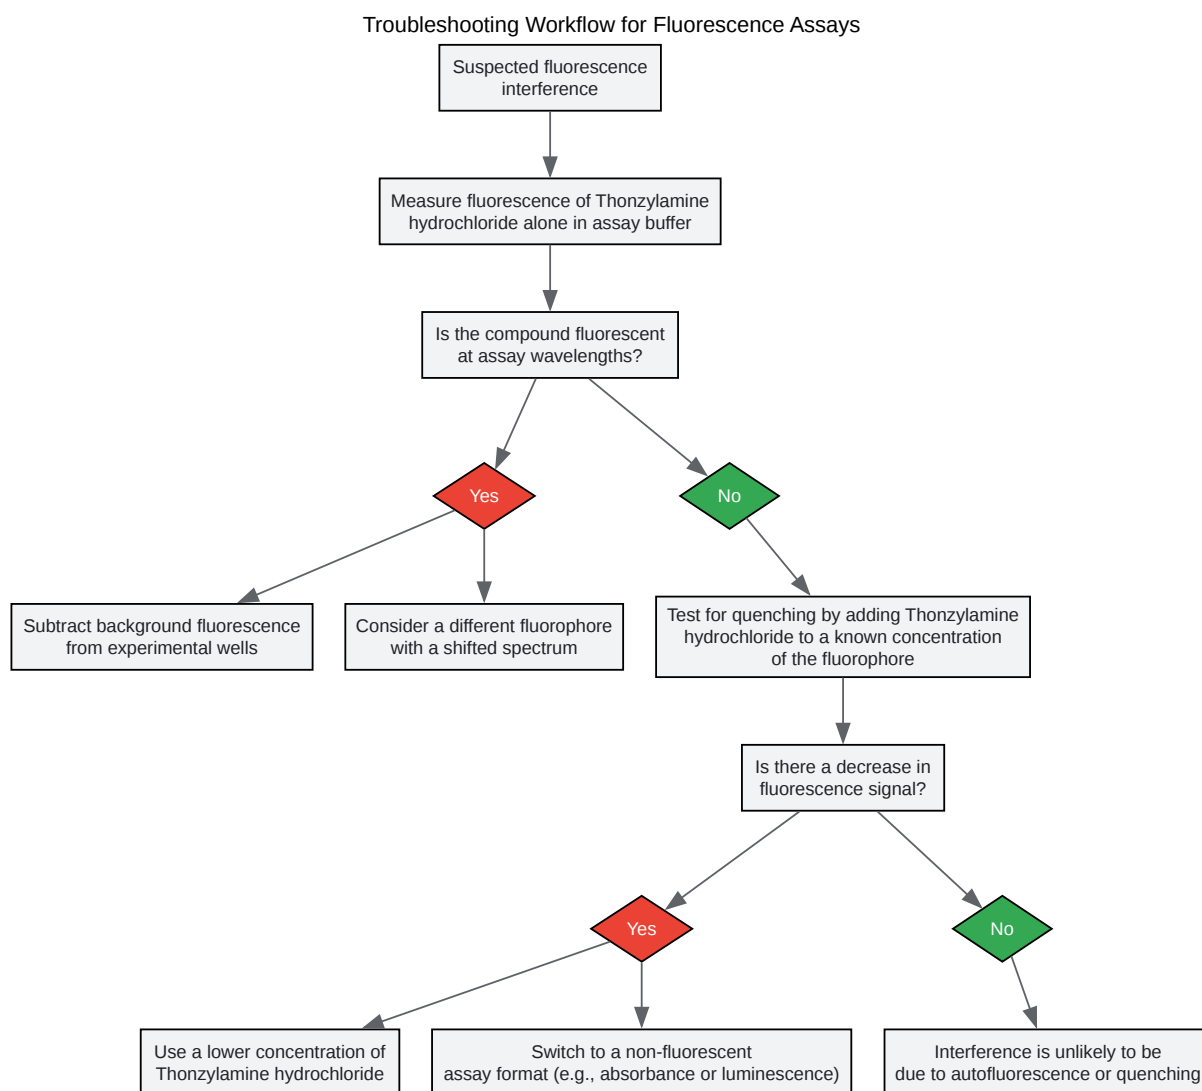 Troubleshooting Workflow for Fluorescence Assays
Suspected fluorescence
interference
Measure fluorescence of Thonzylamine
hydrochloride alone in assay buffer
Is the compound fluorescent
at assay wavelengths?
Yes
No
Subtract background fluorescence
from experimental wells
Consider a different fluorophore
with a shifted spectrum
Test for quenching by adding Thonzylamine
hydrochloride to a known concentration
of the fluorophore
Is there a decrease in
fluorescence signal?
Yes
No
Use a lower concentration of
Thonzylamine hydrochloride
Switch to a non-fluorescent
assay format (e.g., absorbance or luminescence)
Interference is unlikely to be
due to autofluorescence or quenching